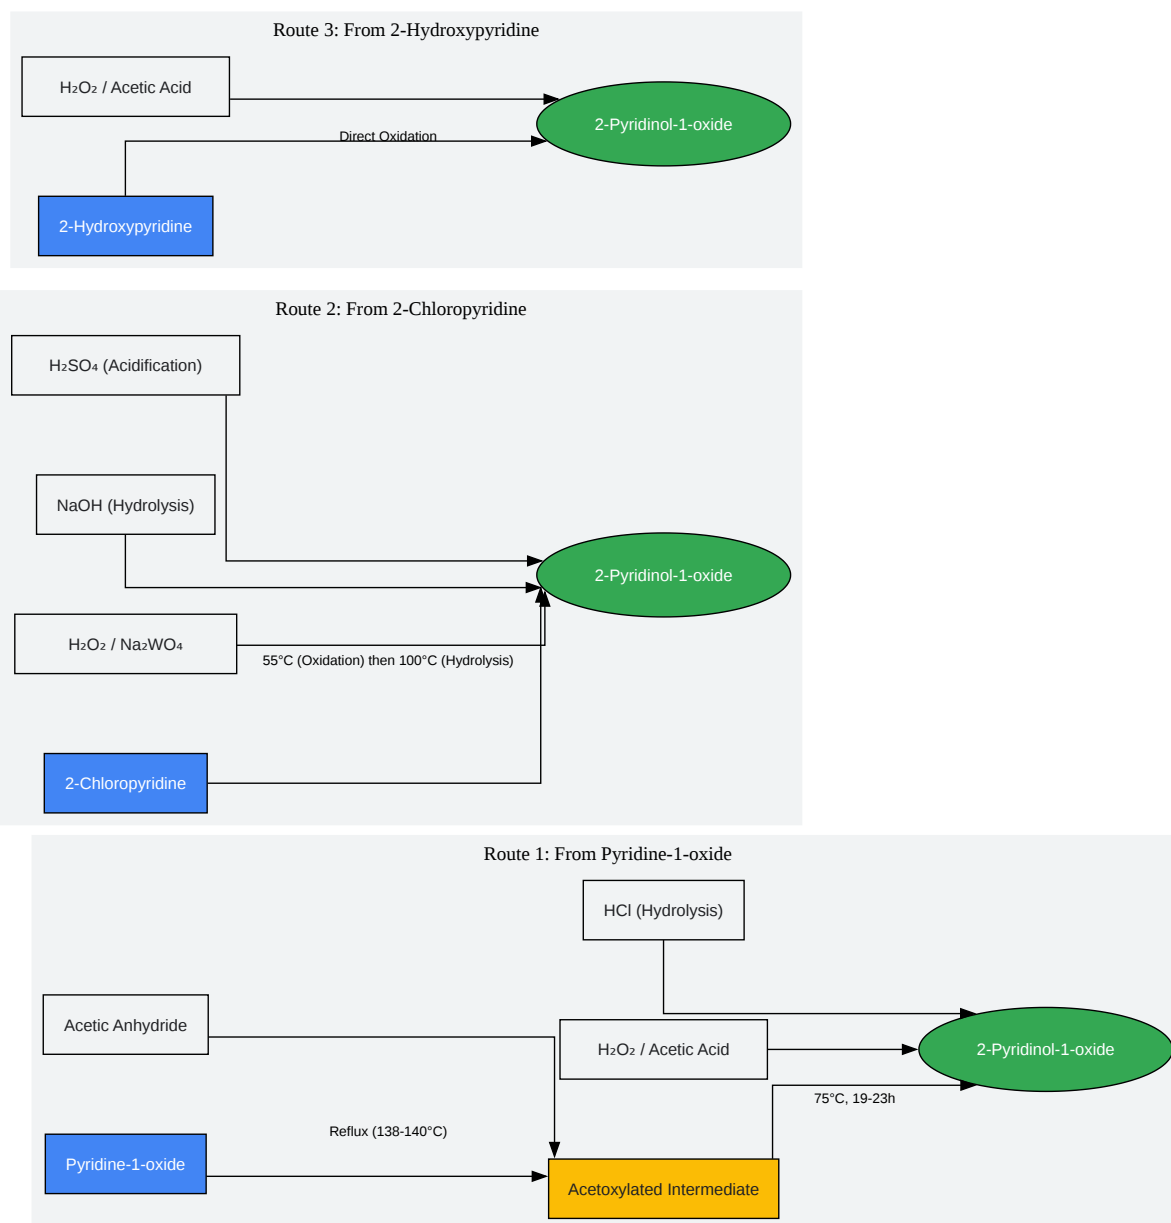 Route 3: From 2-Hydroxypyridine
H₂O₂ / Acetic Acid
2-Pyridinol-1-oxide
Direct Oxidation
2-Hydroxypyridine
Route 2: From 2-Chloropyridine
H₂SO₄ (Acidification)
NaOH (Hydrolysis)
2-Pyridinol-1-oxide
H₂O₂ / Na₂WO₄
55°C (Oxidation) then 100°C (Hydrolysis)
2-Chloropyridine
Route 1: From Pyridine-1-oxide
HCl (Hydrolysis)
Acetic Anhydride
H₂O₂ / Acetic Acid
2-Pyridinol-1-oxide
75°C, 19-23h
Reflux (138-140°C)
Pyridine-1-oxide
Acetoxylated Intermediate